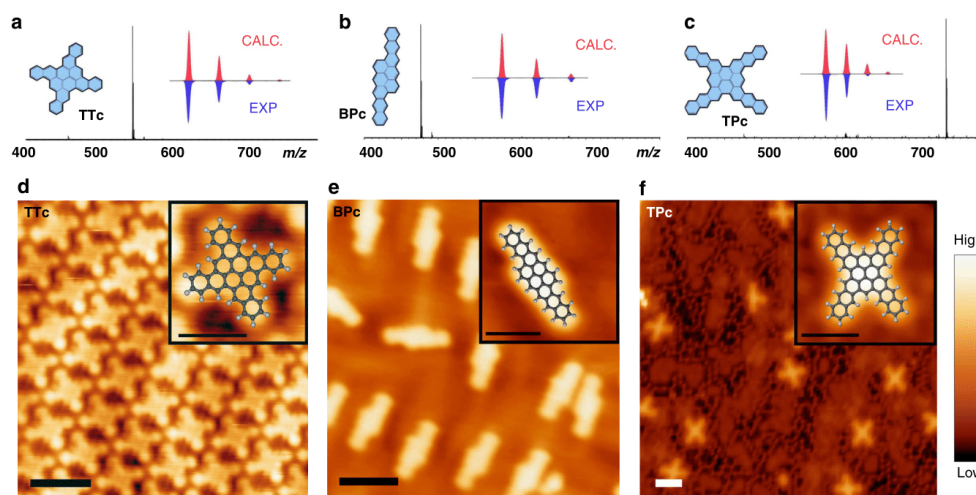 a
b
c
CALC.
CALC.
CALC.
EXP
EXP
EXP
TTc
BPc
TPc
400 500 600 700 m/z
400 500 600 700 m/z
400 500 600 700
d
e
f
TTc
BPc
TPc
High
Low